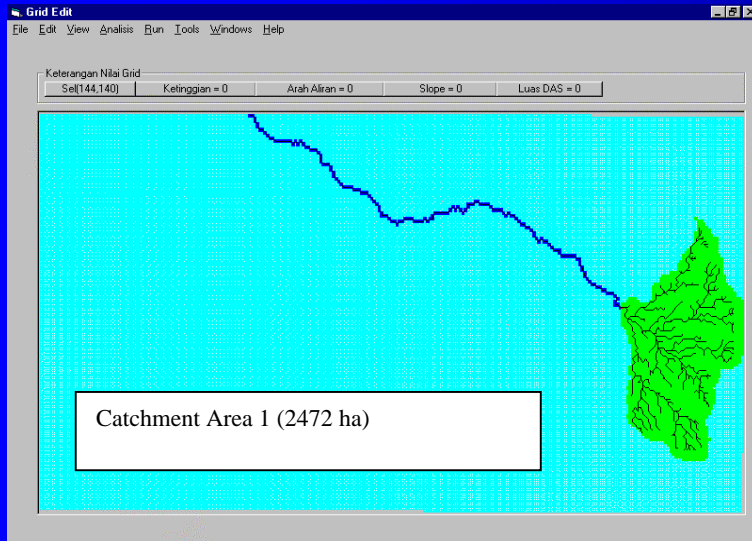 Grid Edit
File Edit View Analisis Run Tools Windows Help
Keterangan Nilai Grid
Sel(144,140) Ketinggian = 0 Arah Aliran = 0 Slope = 0 Luas DAS = 0
Catchment Area 1 (2472 ha)